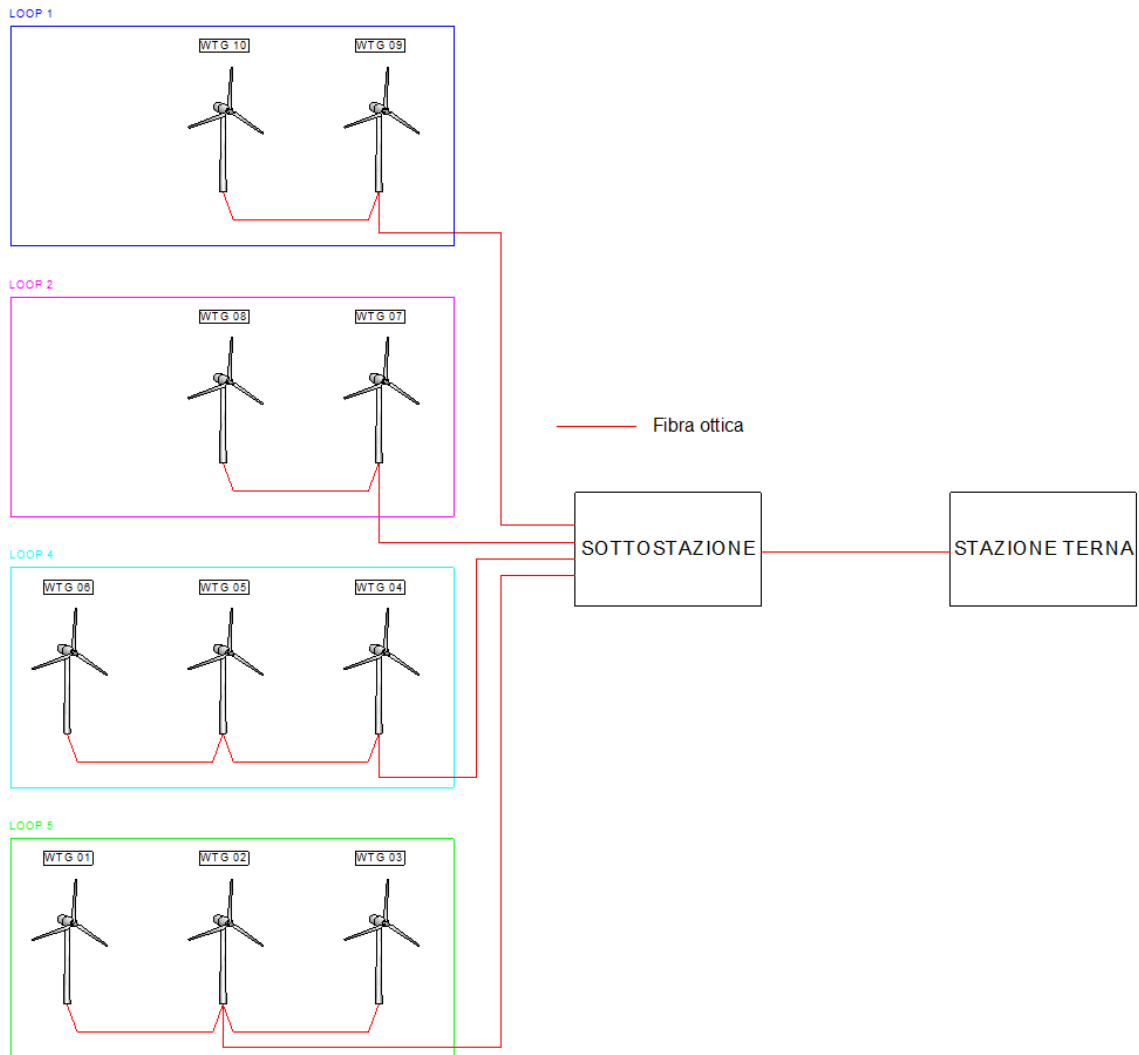 LOOP 1
WTG 10
WTG 09
LOOP 2
WTG 08
WTG 07
Fibra ottica
SOTTOSTAZIONE
STAZIONE TERNA
LOOP 4
WTG 06
WTG 05
WTG 04
LOOP 5
WTG 01
WTG 02
WTG 03